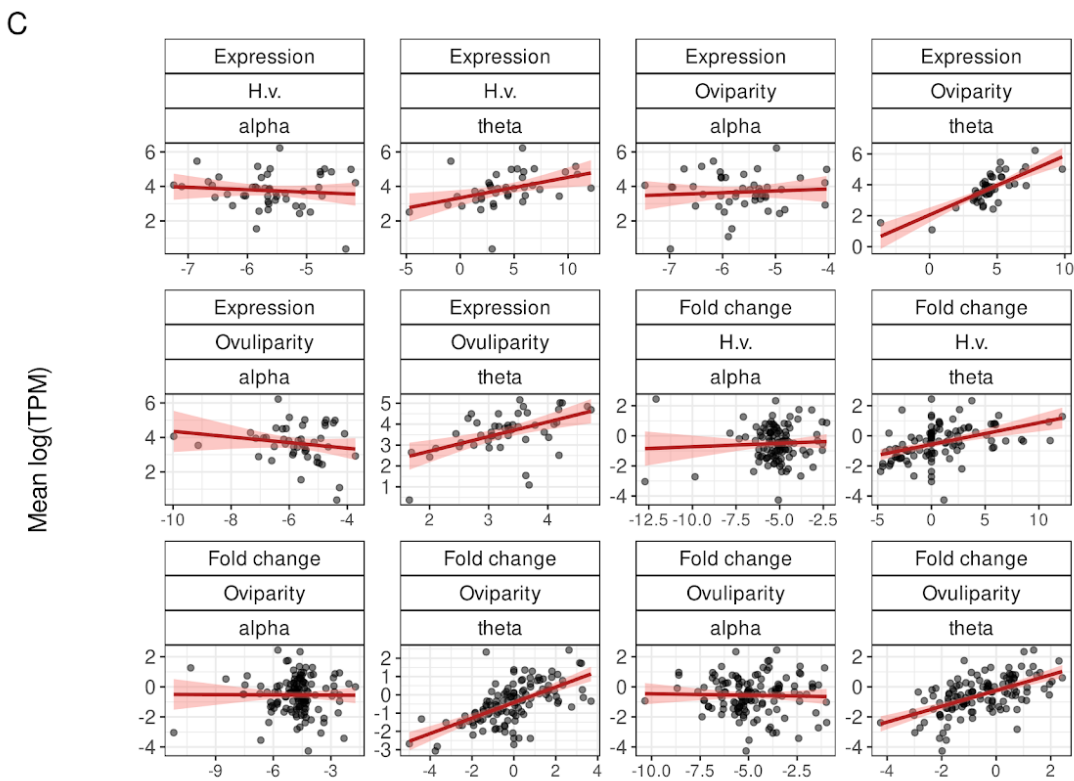 C
Mean log(TPM)
Expression Expression Expression Expression
H.v. H.v. Oviparity Oviparity
alpha theta alpha theta
6 4 2
-7 -6 -5
6 4 2
-5 0 5 10
6 4 2
-7 -6 -5 -4
6 4 2 0
0 5 10
Expression Expression Fold change Fold change
Ovuliparity Ovuliparity H.v. H.v.
alpha theta alpha theta
6 4 2
-10 -8 -6 -4
5 4 3 2 1
2 3 4
2 0 -2 -4
-12.5 -10.0 -7.5 -5.0 -2.5
2 0 -2 -4
-5 0 5 10
Fold change Fold change Fold change Fold change
Oviparity Oviparity Ovuliparity Ovuliparity
alpha theta alpha theta
2 0 -2 -4
-9 -6 -3
2 1 0 -1 -2 -3
-4 -2 0 2 4
2 0 -2 -4
-10.0 -7.5 -5.0 -2.5
2 0 -2 -4
-4 -2 0 2